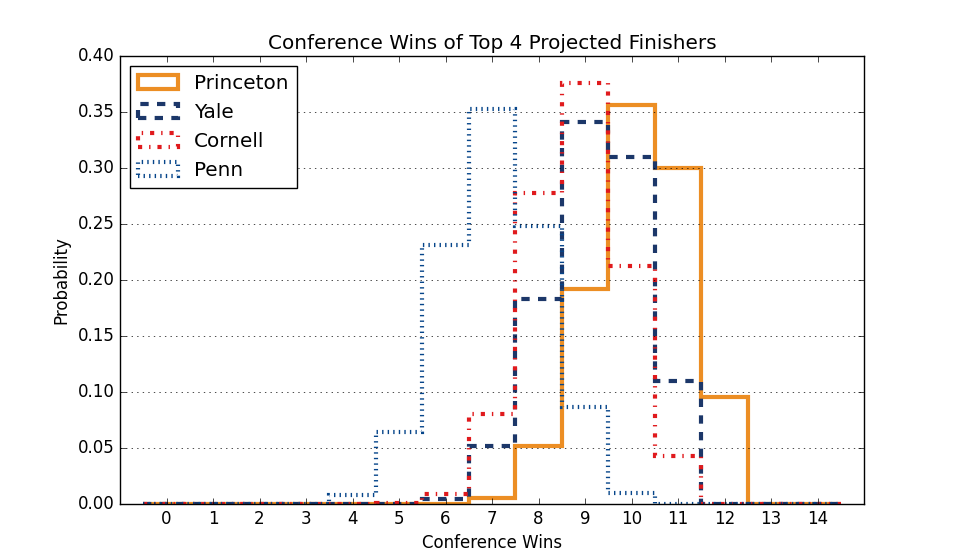 Conference Wins of Top 4 Projected Finishers
0.40
0.35
0.30
0.25
0.20
0.15
0.10
0.05
0.00
Probability
Princeton
Yale
Cornell
Penn
0 1 2 3 4 5 6 7 8 9 10 11 12 13 14
Conference Wins